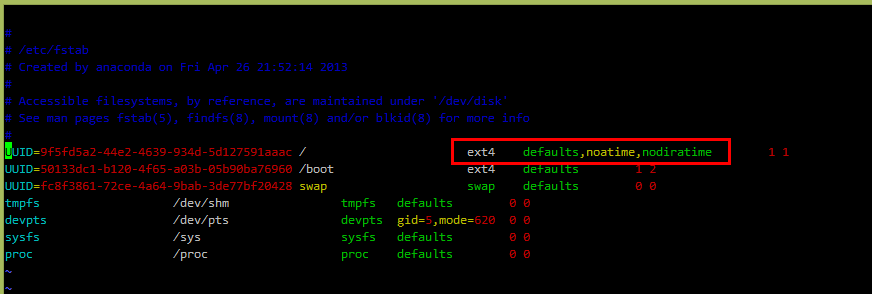 #
# /etc/fstab
# Created by anaconda on Fri Apr 26 21:52:14 2013
#
# Accessible filesystems, by reference, are maintained under '/dev/disk'
# See man pages fstab(5), findfs(8), mount(8) and/or blkid(8) for more info
#
UUID=9f5fd5a2-44e2-4639-934d-5d127591aaac / ext4 defaults,noatime,nodiratime 1 1
UUID=50133dc1-b120-4f65-a03b-05b90ba76960 /boot ext4 defaults 1 2
UUID=fc8f3861-72ce-4a64-9bab-3de77bf20428 swap swap defaults 0 0
tmpfs /dev/shm tmpfs defaults 0 0
devpts /dev/pts devpts gid=5,mode=620 0 0
sysfs /sys sysfs defaults 0 0
proc /proc proc defaults 0 0
~
~